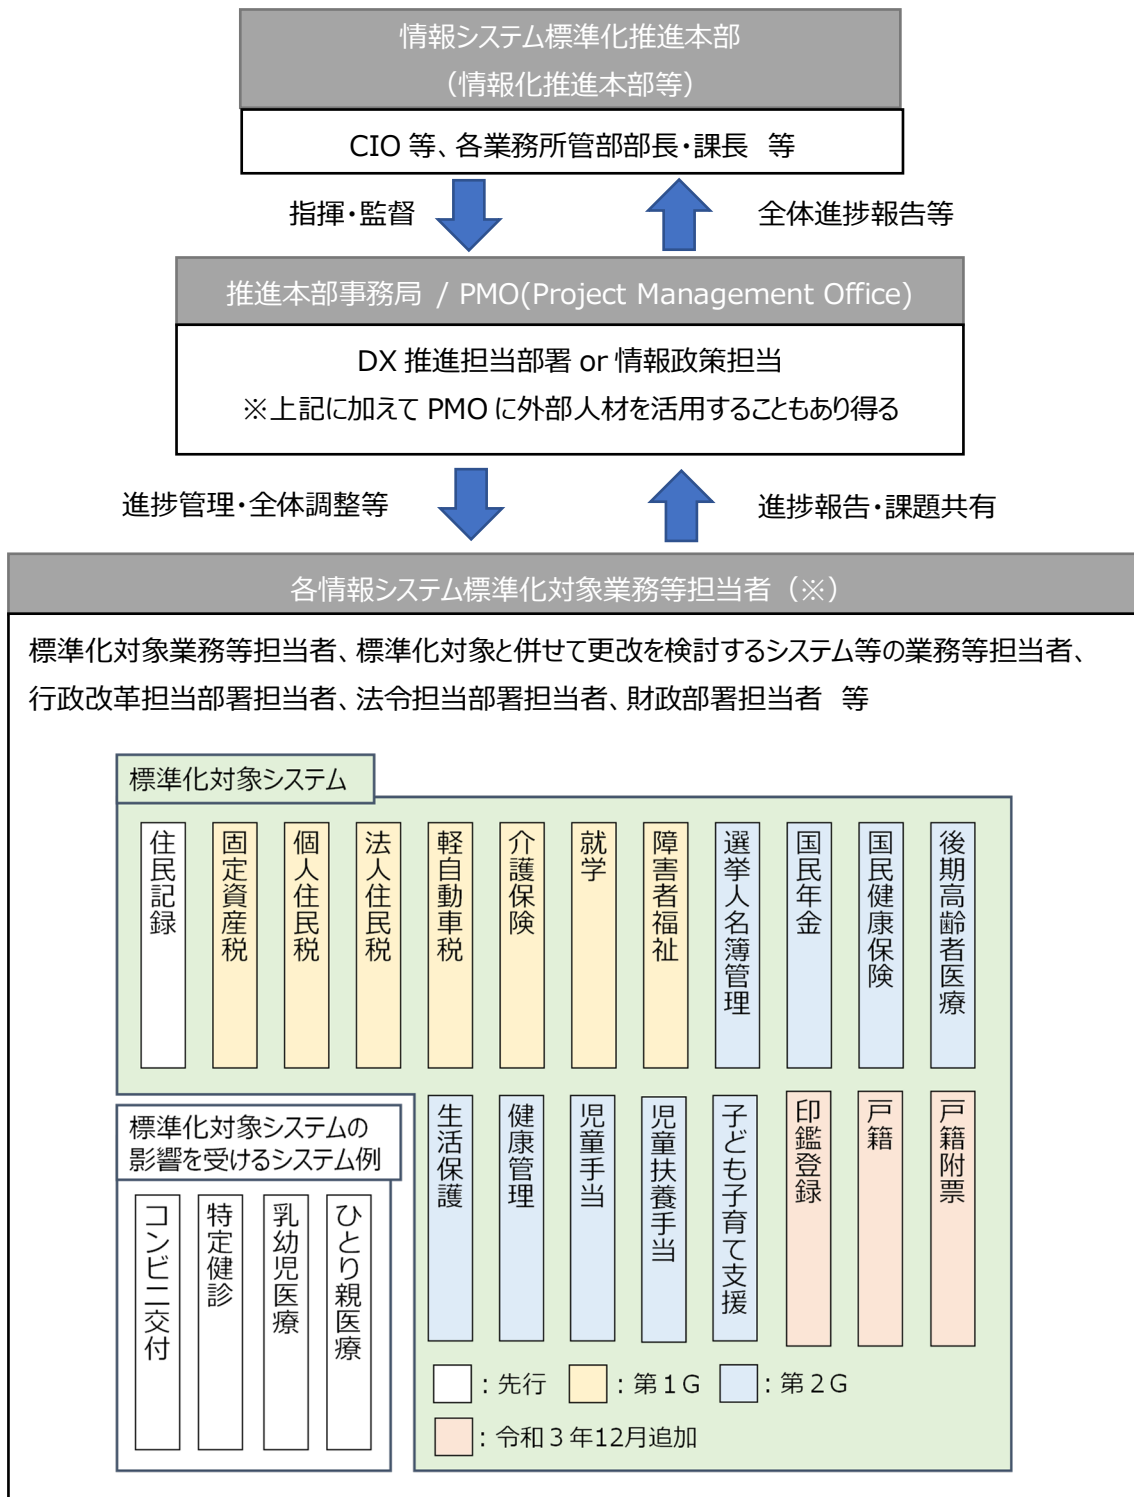 情報システム標準化推進本部
（情報化推進本部等）
CIO 等、各業務所管部部長・課長　等
指揮・監督
全体進捗報告等
推進本部事務局 / PMO(Project Management Office)
DX 推進担当部署 or 情報政策担当
※上記に加えて PMO に外部人材を活用することもあり得る
進捗管理・全体調整等
進捗報告・課題共有
各情報システム標準化対象業務等担当者（※）
標準化対象業務等担当者、標準化対象と併せて更改を検討するシステム等の業務等担当者、
行政改革担当部署担当者、法令担当部署担当者、財政部署担当者　等
標準化対象システム
住民記録
固定資産税
個人住民税
法人住民税
軽自動車税
介護保険
就学
障害者福祉
選挙人名簿管理
国民年金
国民健康保険
後期高齢者医療
生活保護
健康管理
児童手当
児童扶養手当
子ども子育て支援
印鑑登録
戸籍
戸籍附票
標準化対象システムの
影響を受けるシステム例
コンビニ交付
特定健診
乳幼児医療
ひとり親医療
：先行
：第１G
：第２G
：令和３年12月追加